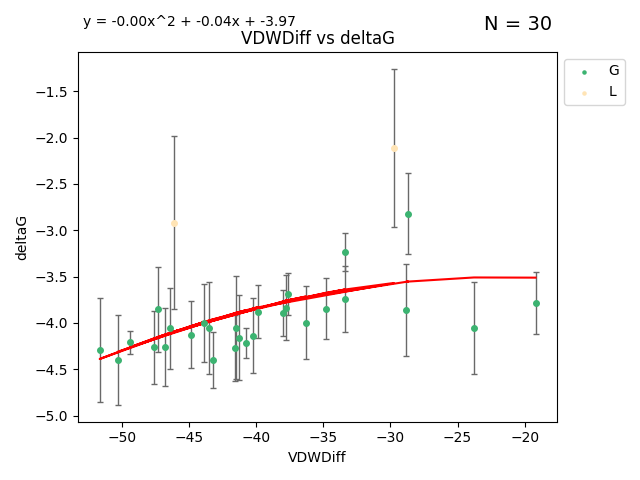 y = -0.00x^2 + -0.04x + -3.97
N = 30
VDWDiff vs deltaG
G
L
−1.5
−2.0
−2.5
−3.0
−3.5
−4.0
−4.5
−5.0
deltaG
−50 −45 −40 −35 −30 −25 −20
VDWDiff